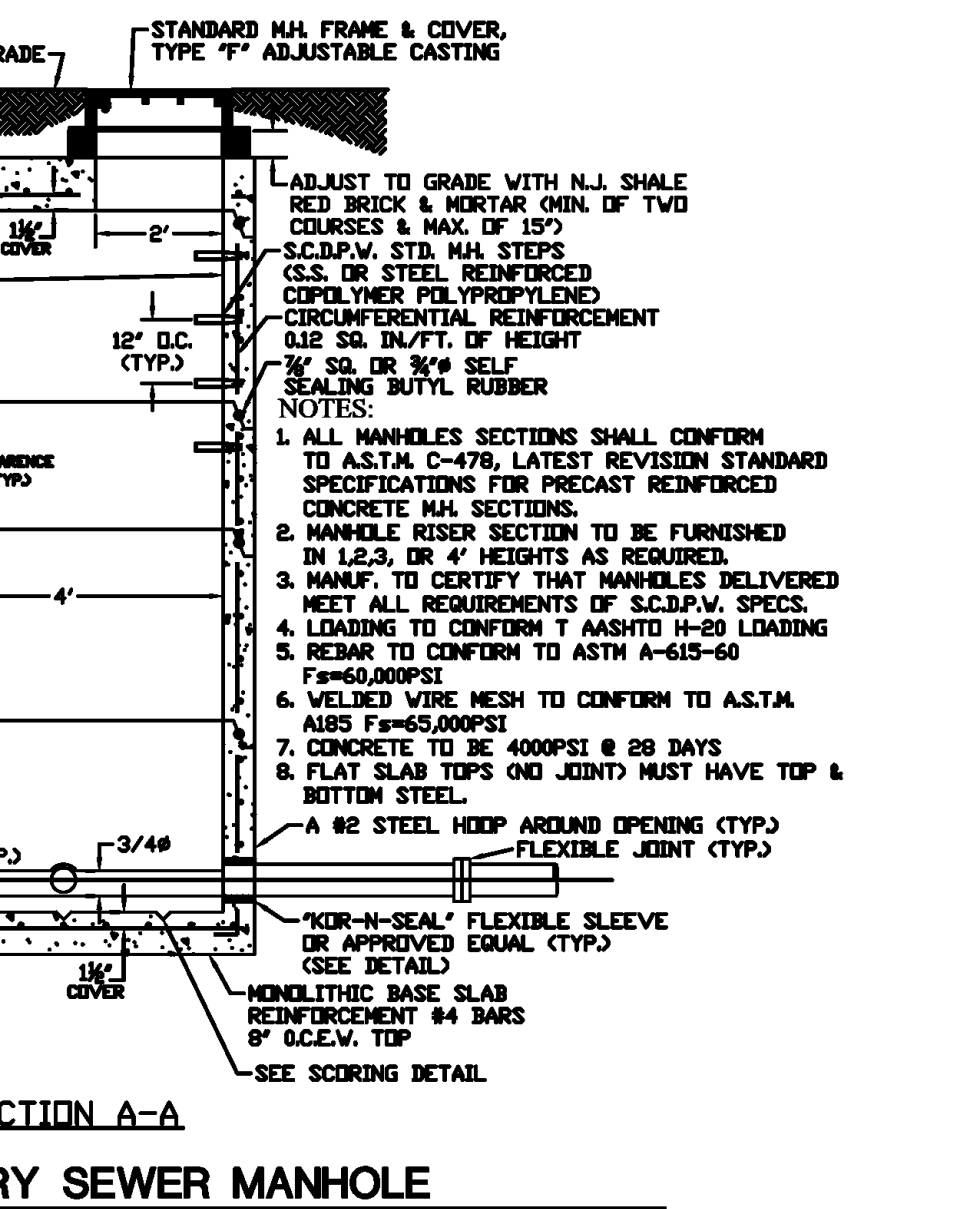 STANDARD M.H. FRAME & COVER,
TYPE "F" ADJUSTABLE CASTING
RADE
ADJUST TO GRADE WITH N.J. SHALE
RED BRICK & MORTAR (MIN. OF TWO
COURSES & MAX. OF 15")
1½"
COVER
2'
S.C.D.P.W. STD. M.H. STEPS
(S.S. OR STEEL REINFORCED
COPOLYMER POLYPROPYLENE)
CIRCUMFERENTIAL REINFORCEMENT
0.12 SQ. IN./FT. OF HEIGHT
12" O.C.
(TYP.)
⅞" SQ. OR ¾"ø SELF
SEALING BUTYL RUBBER
NOTES:
1. ALL MANHOLES SECTIONS SHALL CONFORM
TO A.S.T.M. C-478, LATEST REVISION STANDARD
SPECIFICATIONS FOR PRECAST REINFORCED
CONCRETE M.H. SECTIONS.
ARENCE
YP.)
2. MANHOLE RISER SECTION TO BE FURNISHED
IN 1,2,3, OR 4' HEIGHTS AS REQUIRED.
3. MANUF. TO CERTIFY THAT MANHOLES DELIVERED
MEET ALL REQUIREMENTS OF S.C.D.P.W. SPECS.
4'
4. LOADING TO CONFORM T AASHTO H-20 LOADING
5. REBAR TO CONFORM TO ASTM A-615-60
Fs=60,000PSI
6. WELDED WIRE MESH TO CONFORM TO A.S.T.M.
A185 Fs=65,000PSI
7. CONCRETE TO BE 4000PSI @ 28 DAYS
8. FLAT SLAB TOPS (NO JOINT) MUST HAVE TOP &
BOTTOM STEEL.
A #2 STEEL HOOP AROUND OPENING (TYP.)
FLEXIBLE JOINT (TYP.)
P.)
3/4ø
"KOR-N-SEAL" FLEXIBLE SLEEVE
OR APPROVED EQUAL (TYP.)
(SEE DETAIL)
1½"
COVER
MONOLITHIC BASE SLAB
REINFORCEMENT #4 BARS
8" O.C.E.W. TOP
SEE SCORING DETAIL
CTION A-A
RY SEWER MANHOLE